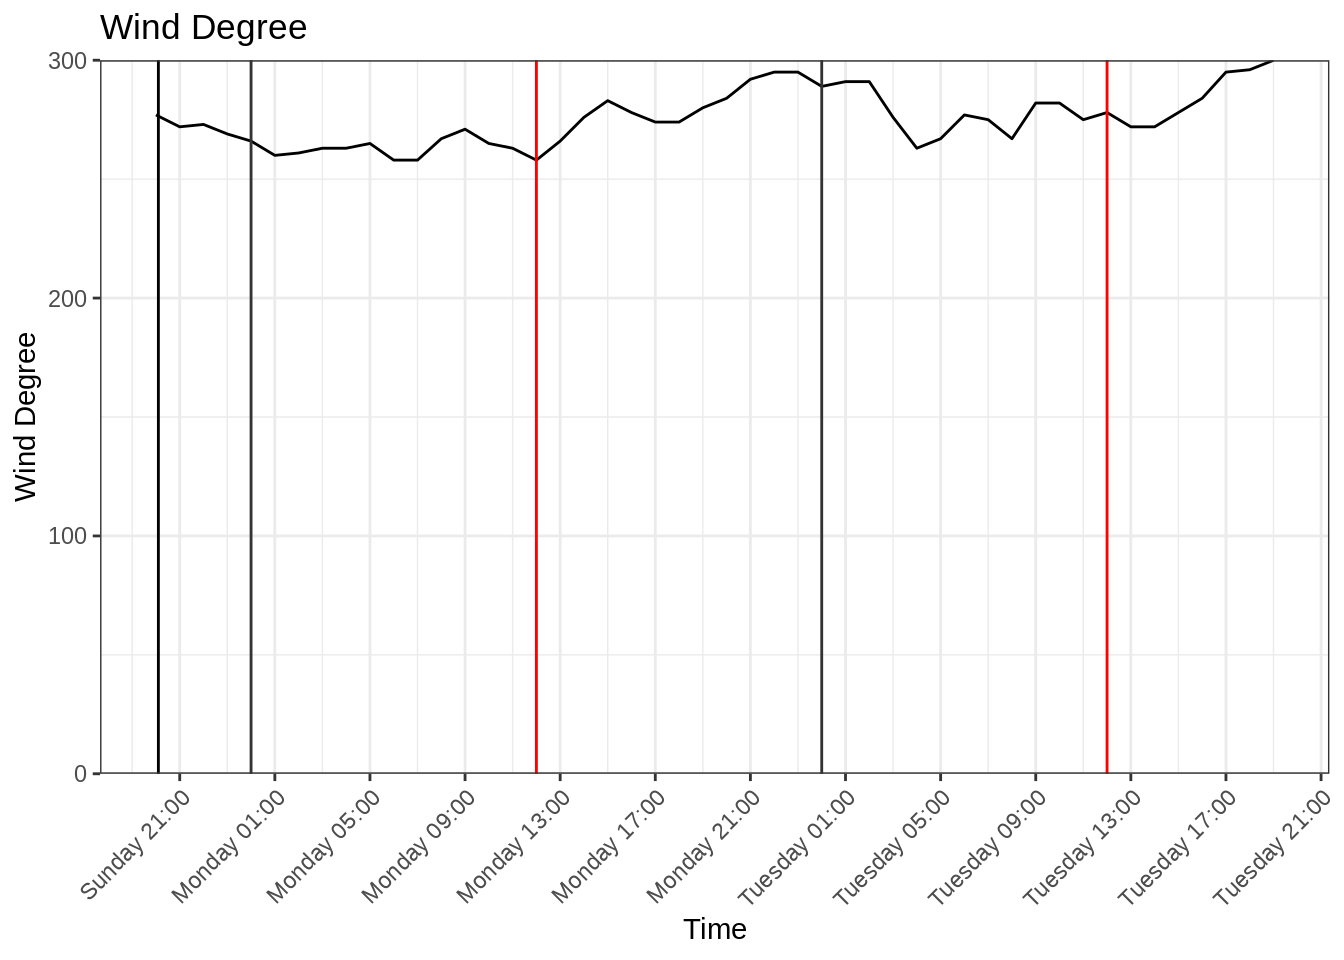 Wind Degree
300
200
100
0
Wind Degree
Sunday 21:00
Monday 01:00
Monday 05:00
Monday 09:00
Monday 13:00
Monday 17:00
Monday 21:00
Tuesday 01:00
Tuesday 05:00
Tuesday 09:00
Tuesday 13:00
Tuesday 17:00
Tuesday 21:00
Time